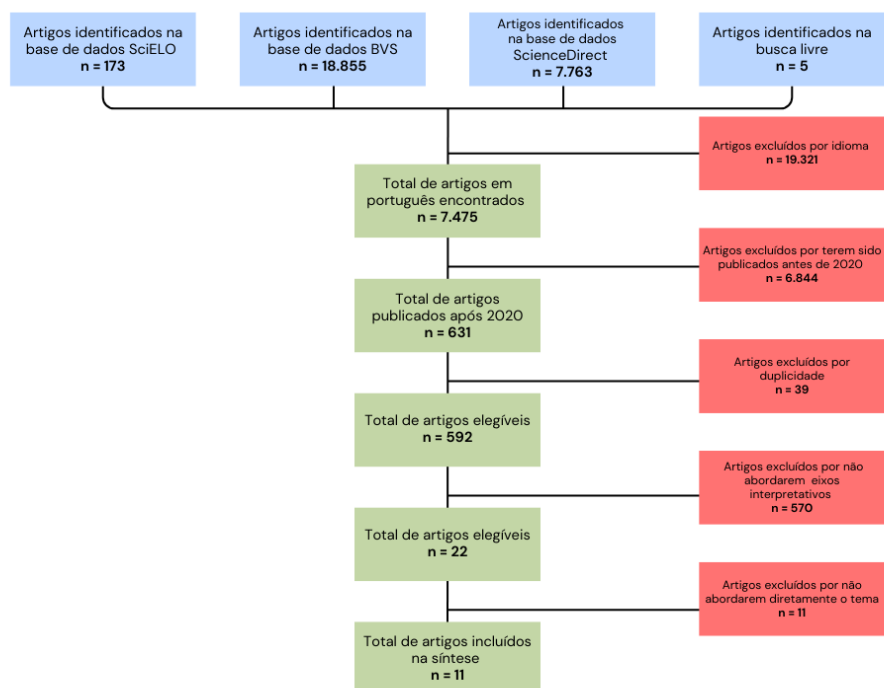 Artigos identificados na
base de dados SciELO
n = 173
Artigos identificados na
base de dados BVS
n = 18.855
Artigos identificados
na base de dados
ScienceDirect
n = 7.763
Artigos identificados na
busca livre
n = 5
Artigos excluídos por idioma
n = 19.321
Total de artigos em
português encontrados
n = 7.475
Artigos excluídos por terem sido
publicados antes de 2020
n = 6.844
Total de artigos
publicados após 2020
n = 631
Artigos excluídos por
duplicidade
n = 39
Total de artigos elegíveis
n = 592
Artigos excluídos por não
abordarem eixos
interpretativos
n = 570
Total de artigos elegíveis
n = 22
Artigos excluídos por não
abordarem diretamente o tema
n = 11
Total de artigos incluídos
na síntese
n = 11